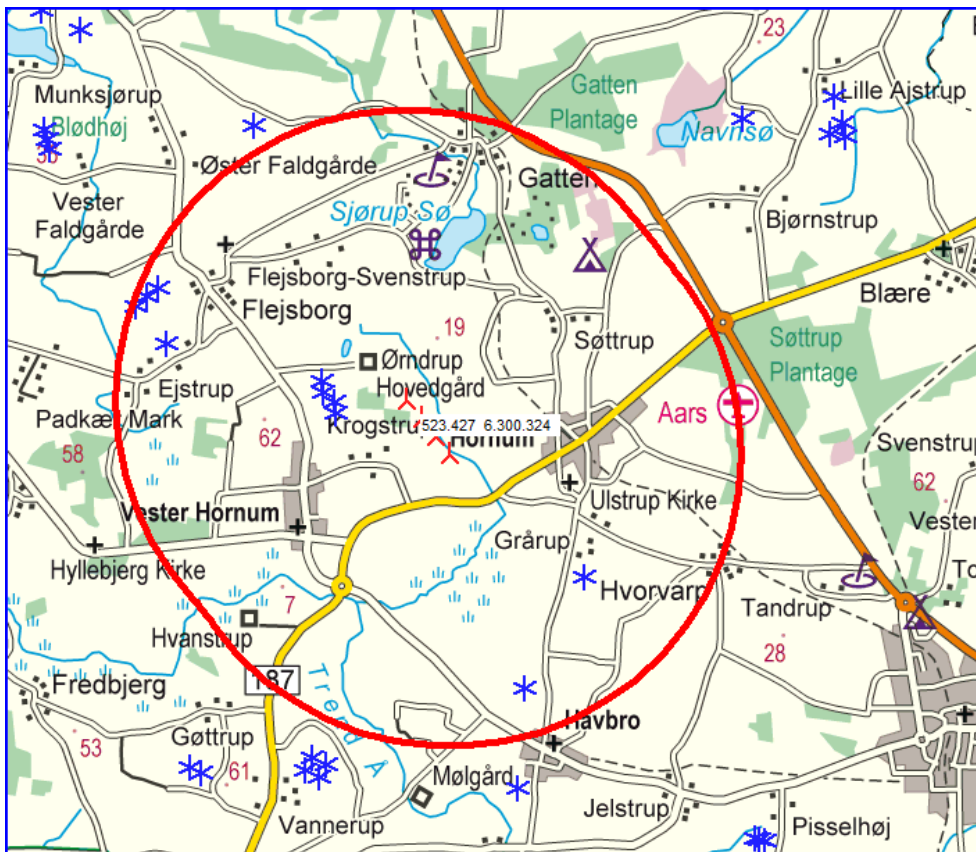 23
Munksjørup
Blødhøj
Gatten
Plantage
Lille Ajstrup
Navnsø
Øster Faldgårde
Vester
Faldgårde
Gatten
Sjørup Sø
Bjørnstrup
Flejsborg-Svenstrup
Flejsborg
Blære
19
Søttrup
Søttrup
Plantage
Ørndrup
Hovedgård
Ejstrup
Padkær Mark
62
Aars
523.427 6.300.324
Hornum
58
Svenstrup
62
Ulstrup Kirke
Vester Hornum
Vester
Grårup
Hyllebjerg Kirke
Hvorvarp
7
Tandrup
Hvanstrup
28
Fredbjerg
187
Trend Å
Havbro
53
Gøttrup
61
Mølgård
Jelstrup
Vannerup
Pisselhøj